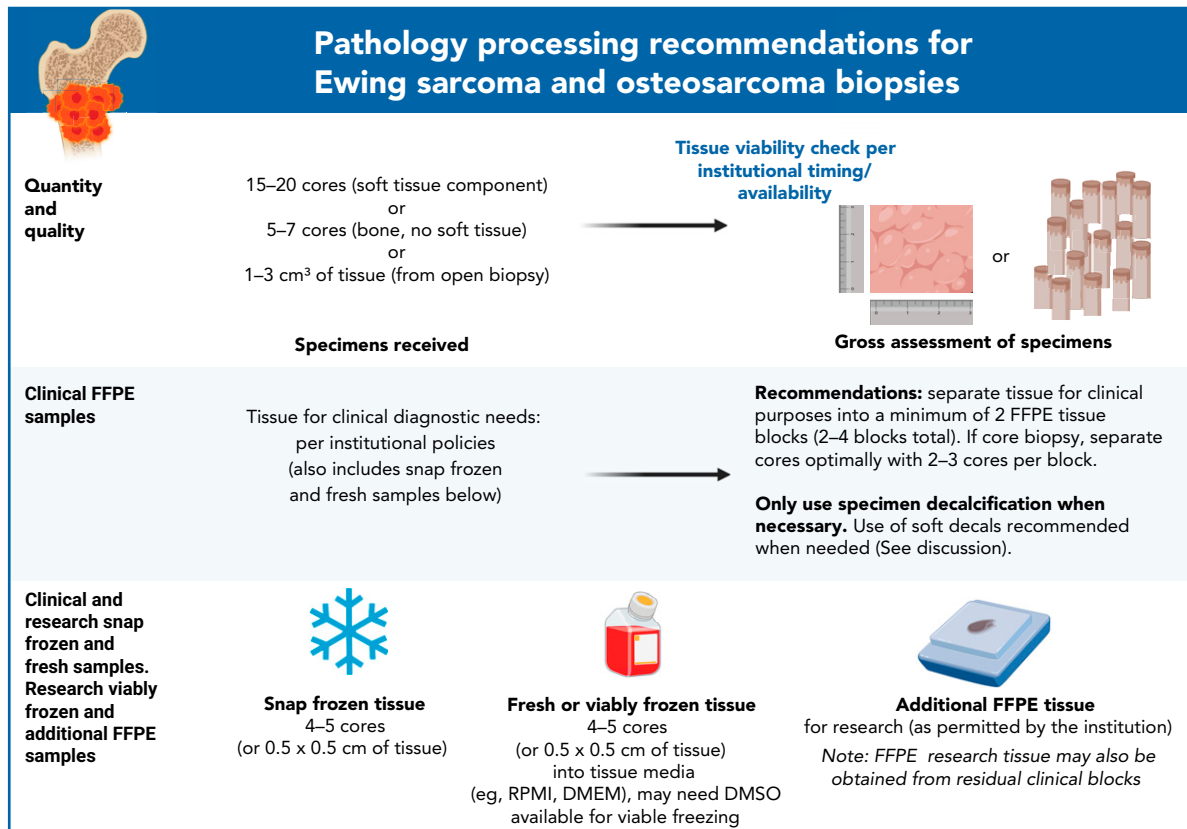 Pathology processing recommendations for
Ewing sarcoma and osteosarcoma biopsies
Quantity
and
quality
15–20 cores (soft tissue component)
or
5–7 cores (bone, no soft tissue)
or
1–3 cm³ of tissue (from open biopsy)
Specimens received
Tissue viability check per
institutional timing/
availability
0 1 2 3
0 1 2 3
or
Gross assessment of specimens
Clinical FFPE
samples
Tissue for clinical diagnostic needs:
per institutional policies
(also includes snap frozen
and fresh samples below)
Recommendations: separate tissue for clinical
purposes into a minimum of 2 FFPE tissue
blocks (2–4 blocks total). If core biopsy, separate
cores optimally with 2–3 cores per block.
Only use specimen decalcification when
necessary. Use of soft decals recommended
when needed (See discussion).
Clinical and
research snap
frozen and
fresh samples.
Research viably
frozen and
additional FFPE
samples
Snap frozen tissue
4–5 cores
(or 0.5 x 0.5 cm of tissue)
Fresh or viably frozen tissue
4–5 cores
(or 0.5 x 0.5 cm of tissue)
into tissue media
(eg, RPMI, DMEM), may need DMSO
available for viable freezing
Additional FFPE tissue
for research (as permitted by the institution)
Note: FFPE research tissue may also be
obtained from residual clinical blocks